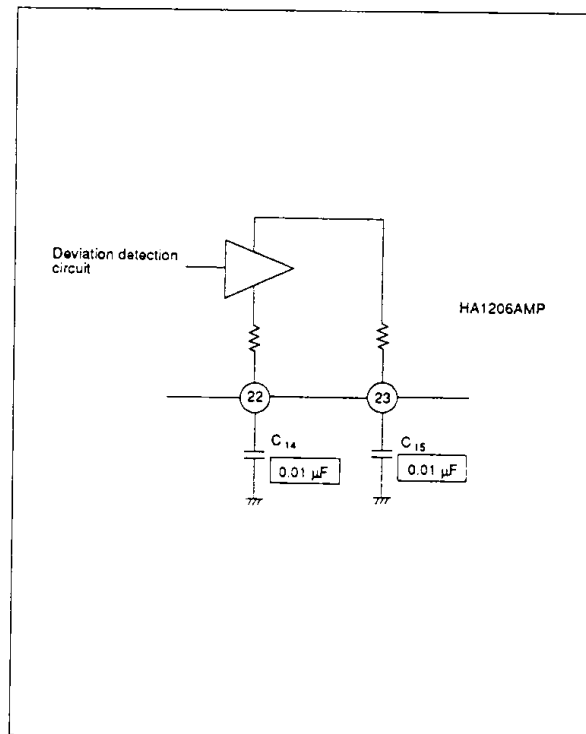 Deviation detection
circuit
HA1206AMP
22
23
C14
C15
0.01 µF
0.01 µF